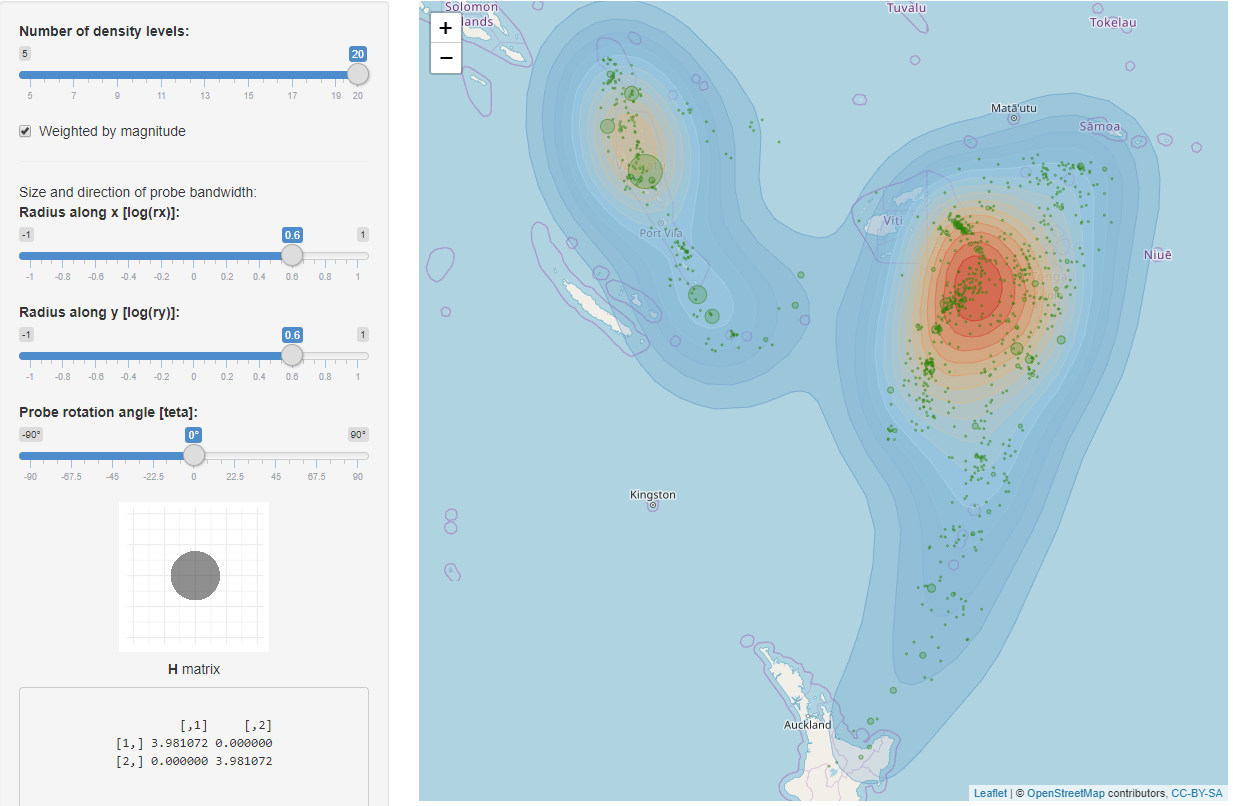 Number of density levels:
5 20
5 7 9 11 13 15 17 19 20
Weighted by magnitude
Size and direction of probe bandwidth:
Radius along x [log(rx)]:
-1 0.6 1
-1 -0.8 -0.6 -0.4 -0.2 0 0.2 0.4 0.6 0.8 1
Radius along y [log(ry)]:
-1 0.6 1
-1 -0.8 -0.6 -0.4 -0.2 0 0.2 0.4 0.6 0.8 1
Probe rotation angle [teta]:
-90° 0° 90°
-90 -67.5 -45 -22.5 0 22.5 45 67.5 90
H matrix
[,1] [,2]
[1,] 3.981072 0.000000
[2,] 0.000000 3.981072
+
−
Solomon
Tuvalu
Tokelau
Matā'utu
Sāmoa
Viti
Niuē
Port Vila
Kingston
Auckland
Leaflet | © OpenStreetMap contributors, CC-BY-SA